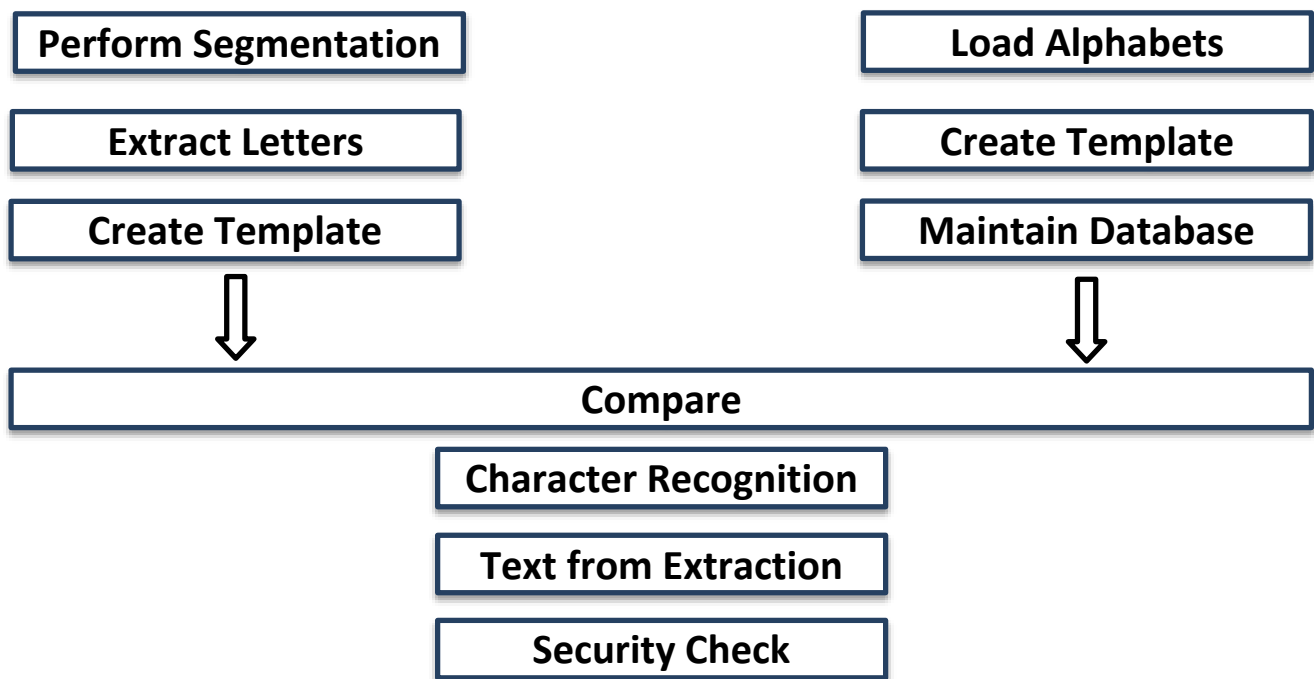 Perform Segmentation
Load Alphabets
Extract Letters
Create Template
Create Template
Maintain Database
Compare
Character Recognition
Text from Extraction
Security Check